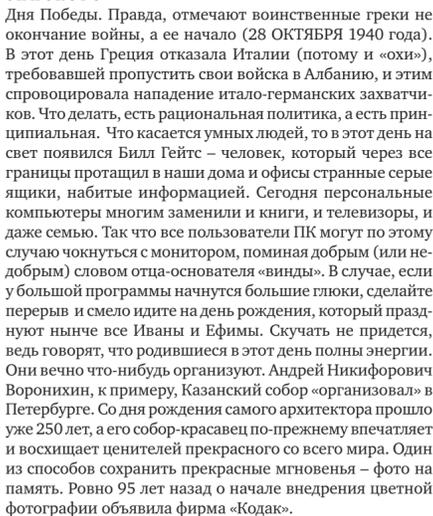 Дня Победы. Правда, отмечают воинственные греки не
окончание войны, а ее начало (28 ОКТЯБРЯ 1940 года).
В этот день Греция отказала Италии (потому и «охи»),
требовавшей пропустить свои войска в Албанию, и этим
спровоцировала нападение итало-германских захватчи-
ков. Что делать, есть рациональная политика, а есть прин-
ципиальная. Что касается умных людей, то в этот день на
свет появился Билл Гейтс – человек, который через все
границы протащил в наши дома и офисы странные серые
ящики, набитые информацией. Сегодня персональные
компьютеры многим заменили и книги, и телевизоры, и
даже семью. Так что все пользователи ПК могут по этому
случаю чокнуться с монитором, поминая добрым (или не-
добрым) словом отца-основателя «винды». В случае, если
у большой программы начнутся большие глюки, сделайте
перерыв и смело идите на день рождения, который празд-
нуют нынче все Иваны и Ефимы. Скучать не придется,
ведь говорят, что родившиеся в этот день полны энергии.
Они вечно что-нибудь организуют. Андрей Никифорович
Воронихин, к примеру, Казанский собор «организовал» в
Петербурге. Со дня рождения самого архитектора прошло
уже 250 лет, а его собор-красавец по-прежнему впечатляет
и восхищает ценителей прекрасного со всего мира. Один
из способов сохранить прекрасные мгновенья – фото на
память. Ровно 95 лет назад о начале внедрения цветной
фотографии объявила фирма «Кодак».